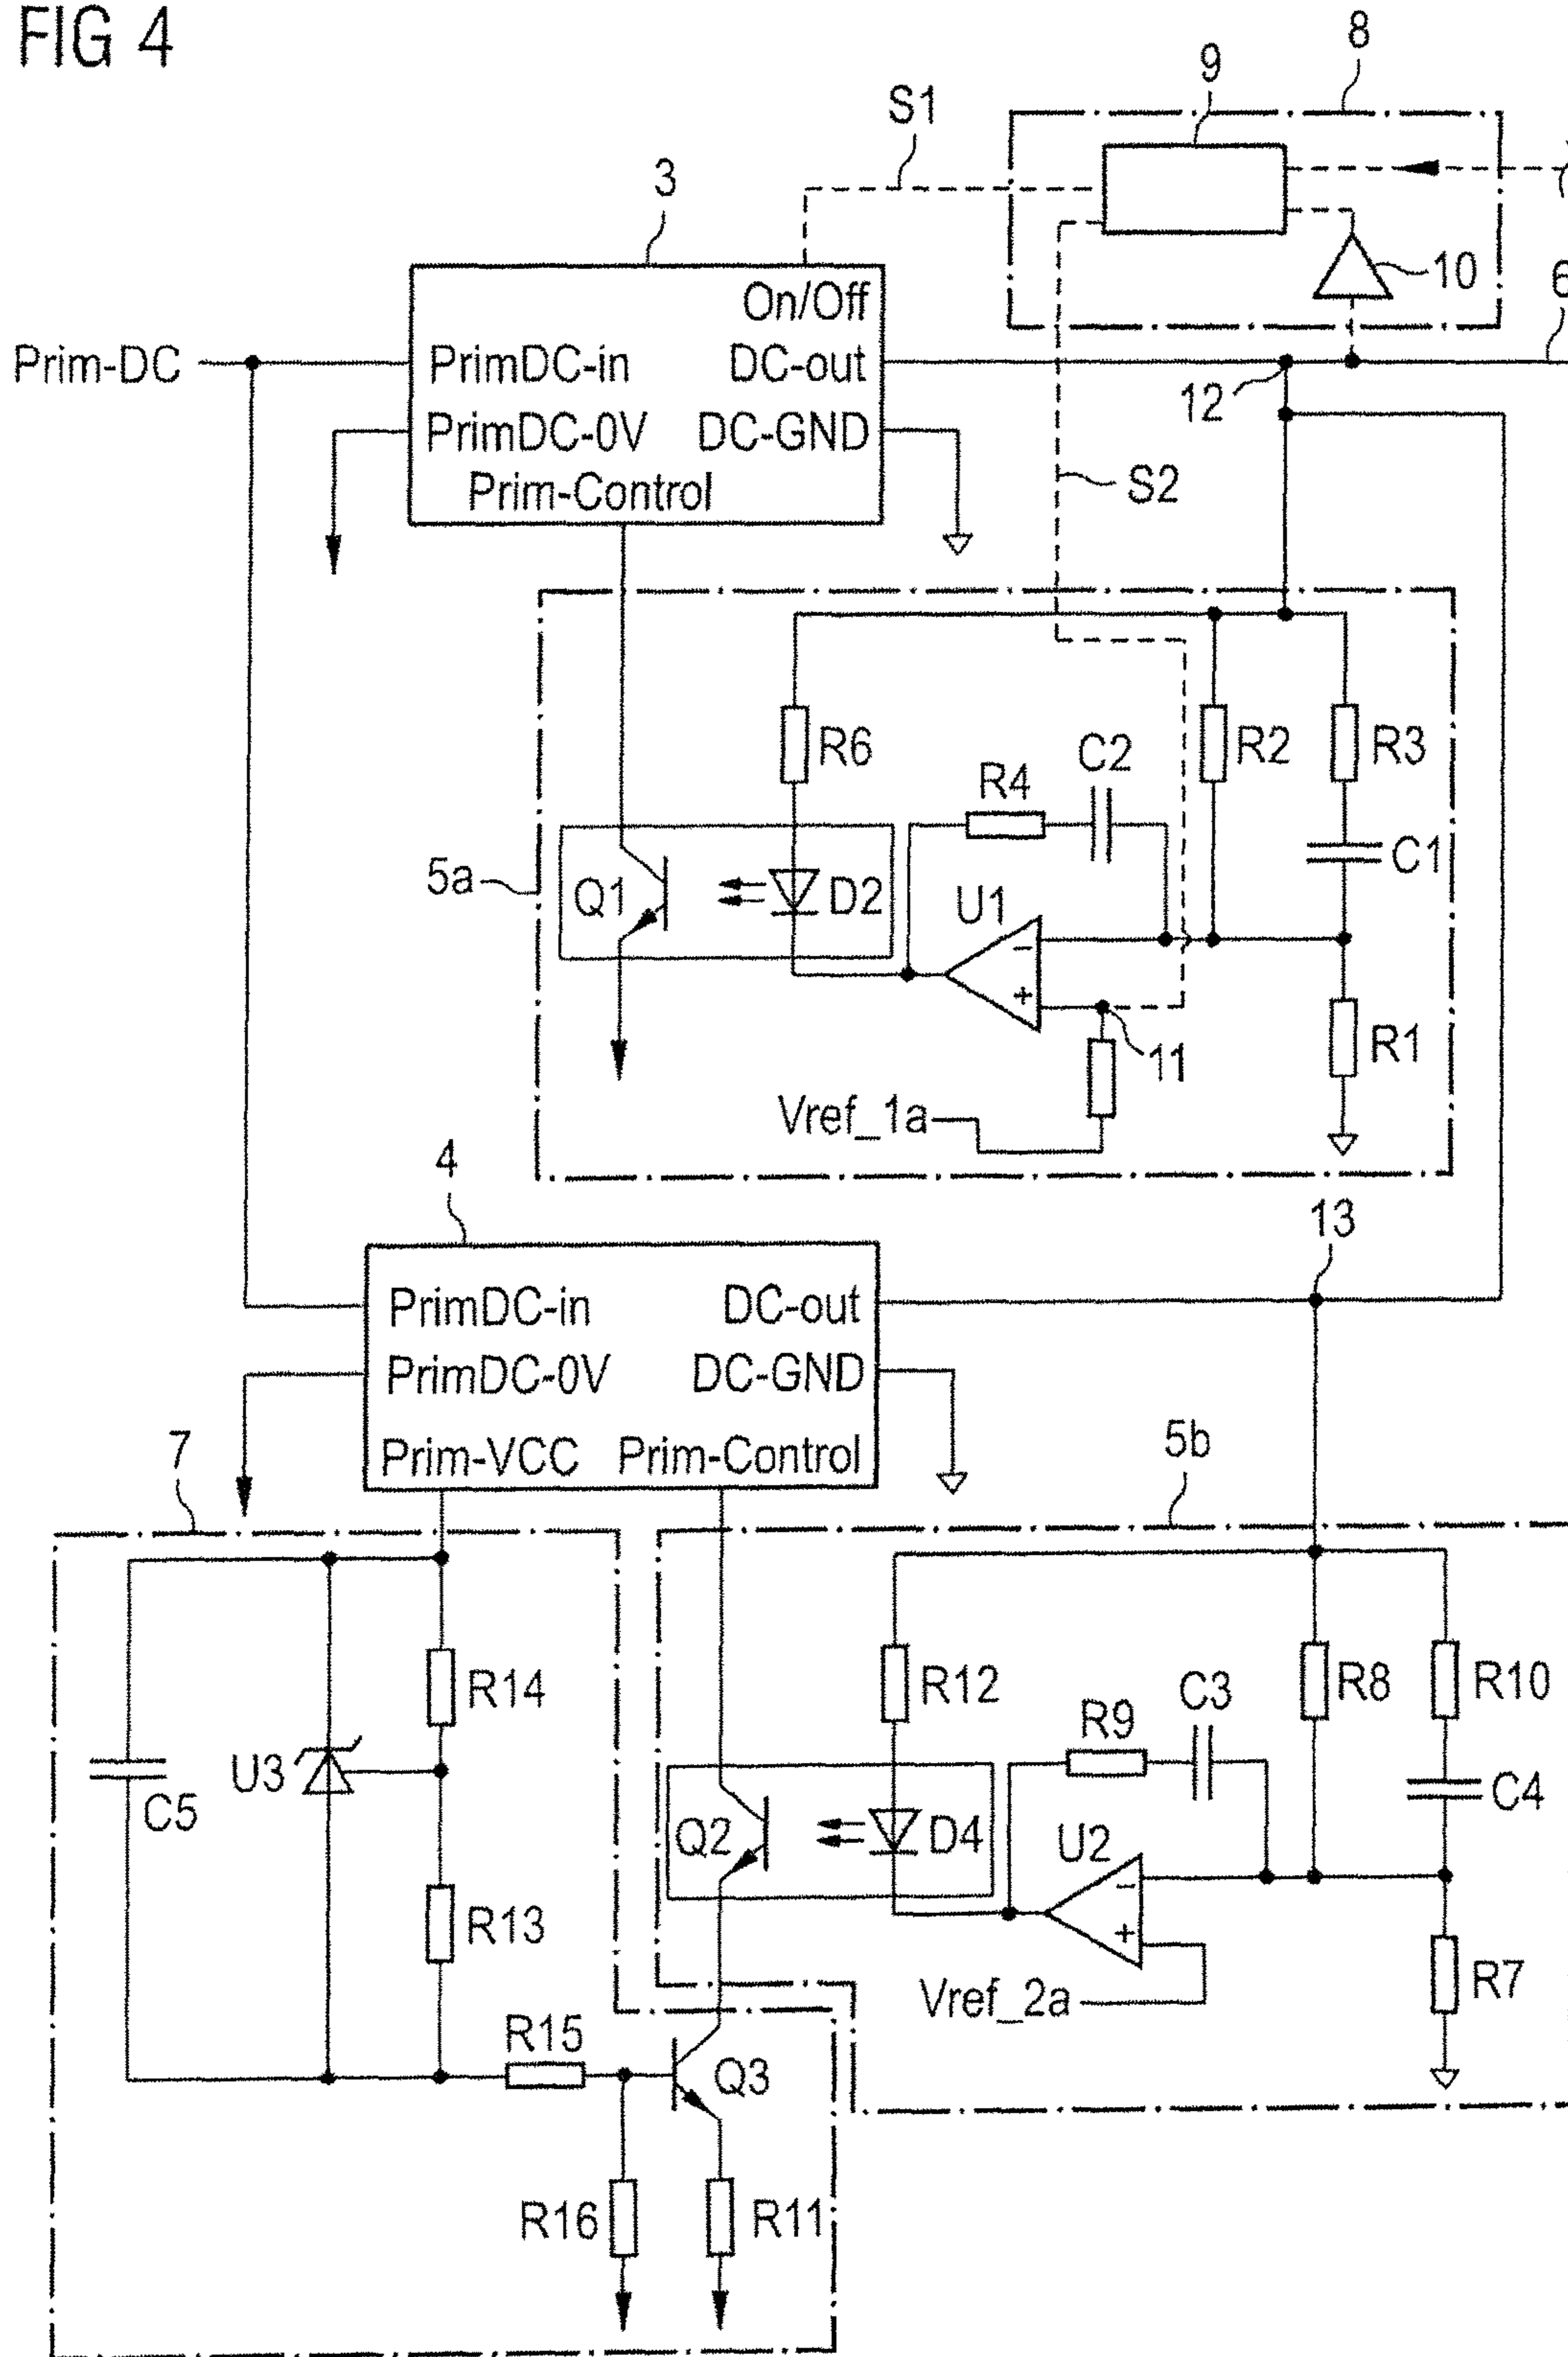 FIG 4
8
9
S1
3
On/Off
10
6
Prim-DC
PrimDC-in
DC-out
12
PrimDC-0V
DC-GND
Prim-Control
S2
R6
R4
C2
R2
R3
5a
Q1
D2
U1
C1
−
+
11
R1
Vref_1a
4
13
PrimDC-in
DC-out
PrimDC-0V
DC-GND
7
Prim-VCC
Prim-Control
5b
R14
R12
R9
C3
R8
R10
U3
C5
Q2
D4
U2
C4
−
+
R13
Vref_2a
R7
R15
Q3
R16
R11